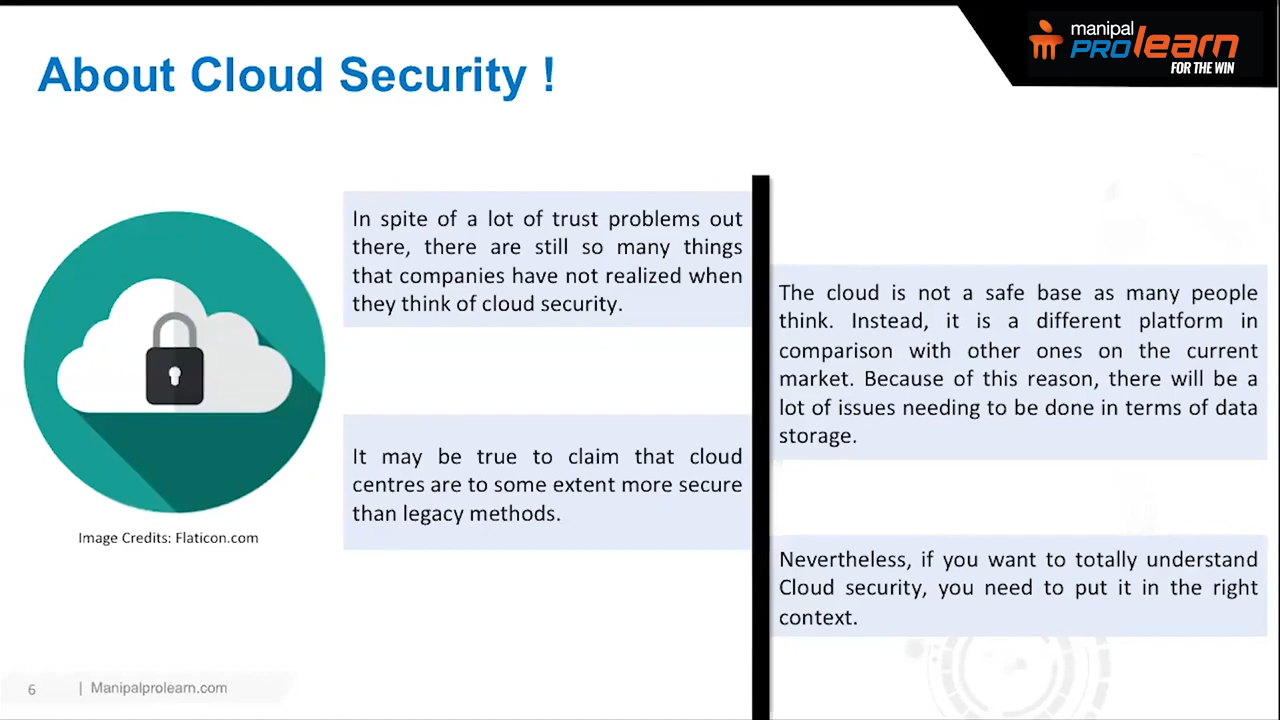 manipal
PROlearn
FOR THE WIN
About Cloud Security !
In spite of a lot of trust problems out
there, there are still so many things
that companies have not realized when
they think of cloud security.
It may be true to claim that cloud
centres are to some extent more secure
than legacy methods.
The cloud is not a safe base as many people
think. Instead, it is a different platform in
comparison with other ones on the current
market. Because of this reason, there will be a
lot of issues needing to be done in terms of data
storage.
Nevertheless, if you want to totally understand
Cloud security, you need to put it in the right
context.
Image Credits: Flaticon.com
6 | Manipalprolearn.com